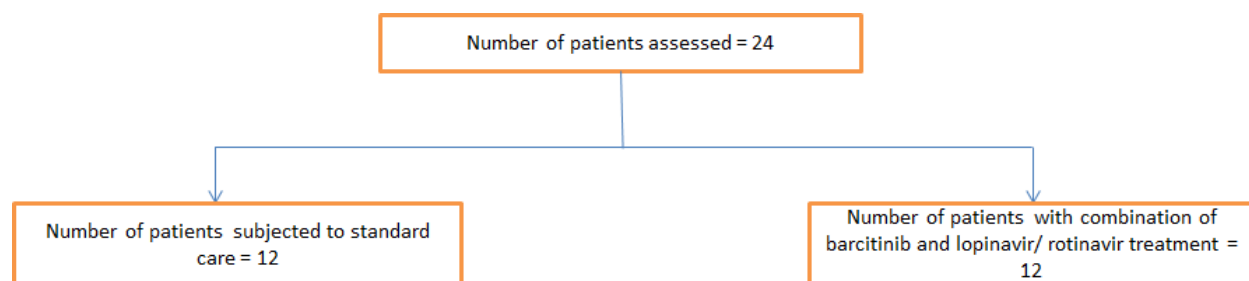 Number of patients assessed = 24
Number of patients subjected to standard
care = 12
Number of patients with combination of
barcitinib and lopinavir/ rotinavir treatment =
12